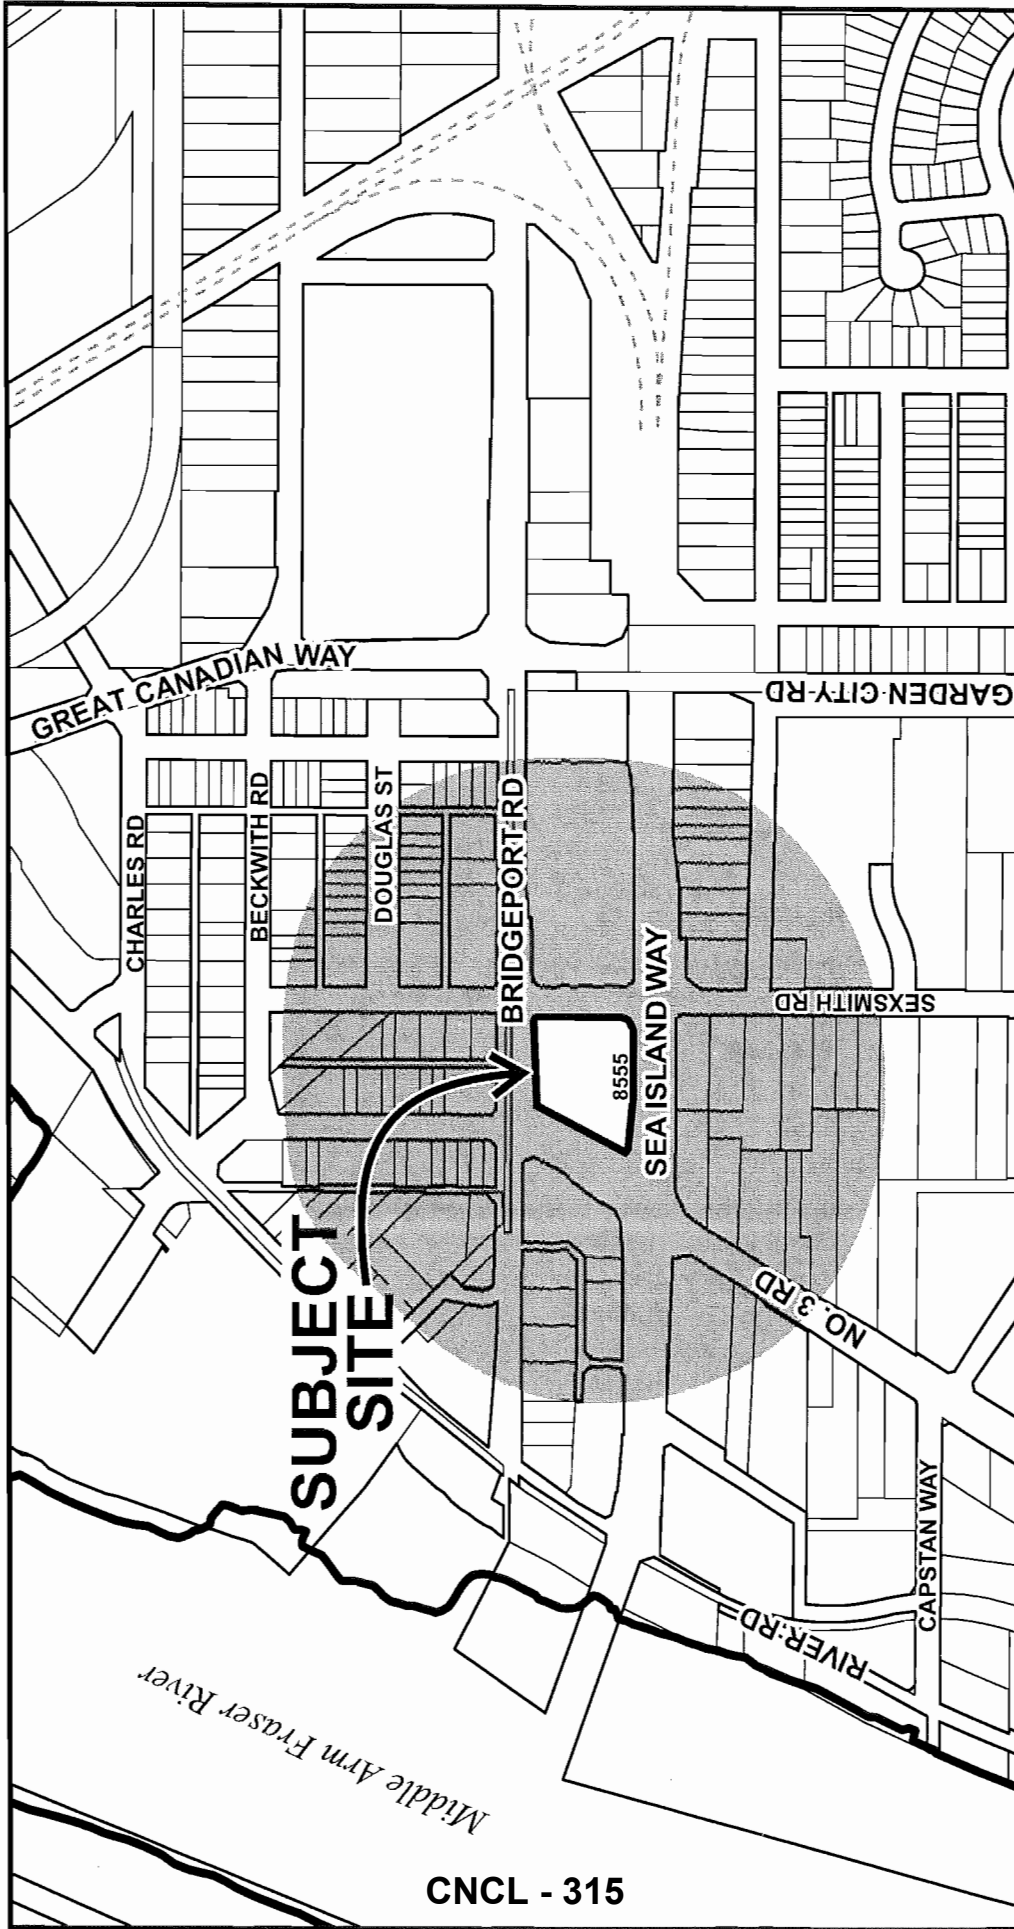 GREAT CANADIAN WAY
GARDEN CITY RD
CHARLES RD
BECKWITH RD
DOUGLAS ST
BRIDGEPORT RD
SEA ISLAND WAY
SEXSMITH RD
8555
SUBJECT
SITE
NO. 3 RD
CAPSTAN WAY
RIVER RD
Middle Arm Fraser River
CNCL - 315